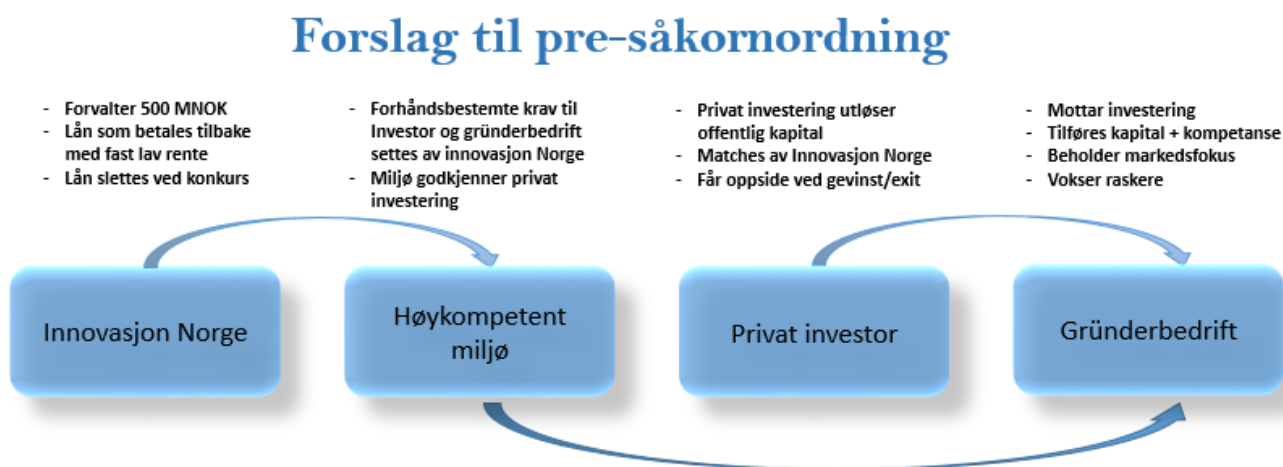 Forslag til pre-såkornordning
- Forvalter 500 MNOK
- Lån som betales tilbake
med fast lav rente
- Lån slettes ved konkurs
- Forhåndsbestemte krav til
Investor og gründerbedrift
settes av innovasjon Norge
- Miljø godkjenner privat
investering
- Privat investering utløser
offentlig kapital
- Matches av Innovasjon Norge
- Får oppside ved gevinst/exit
- Mottar investering
- Tilføres kapital + kompetanse
- Beholder markedsfokus
- Vokser raskere
Innovasjon Norge
Høykompetent
miljø
Privat investor
Gründerbedrift